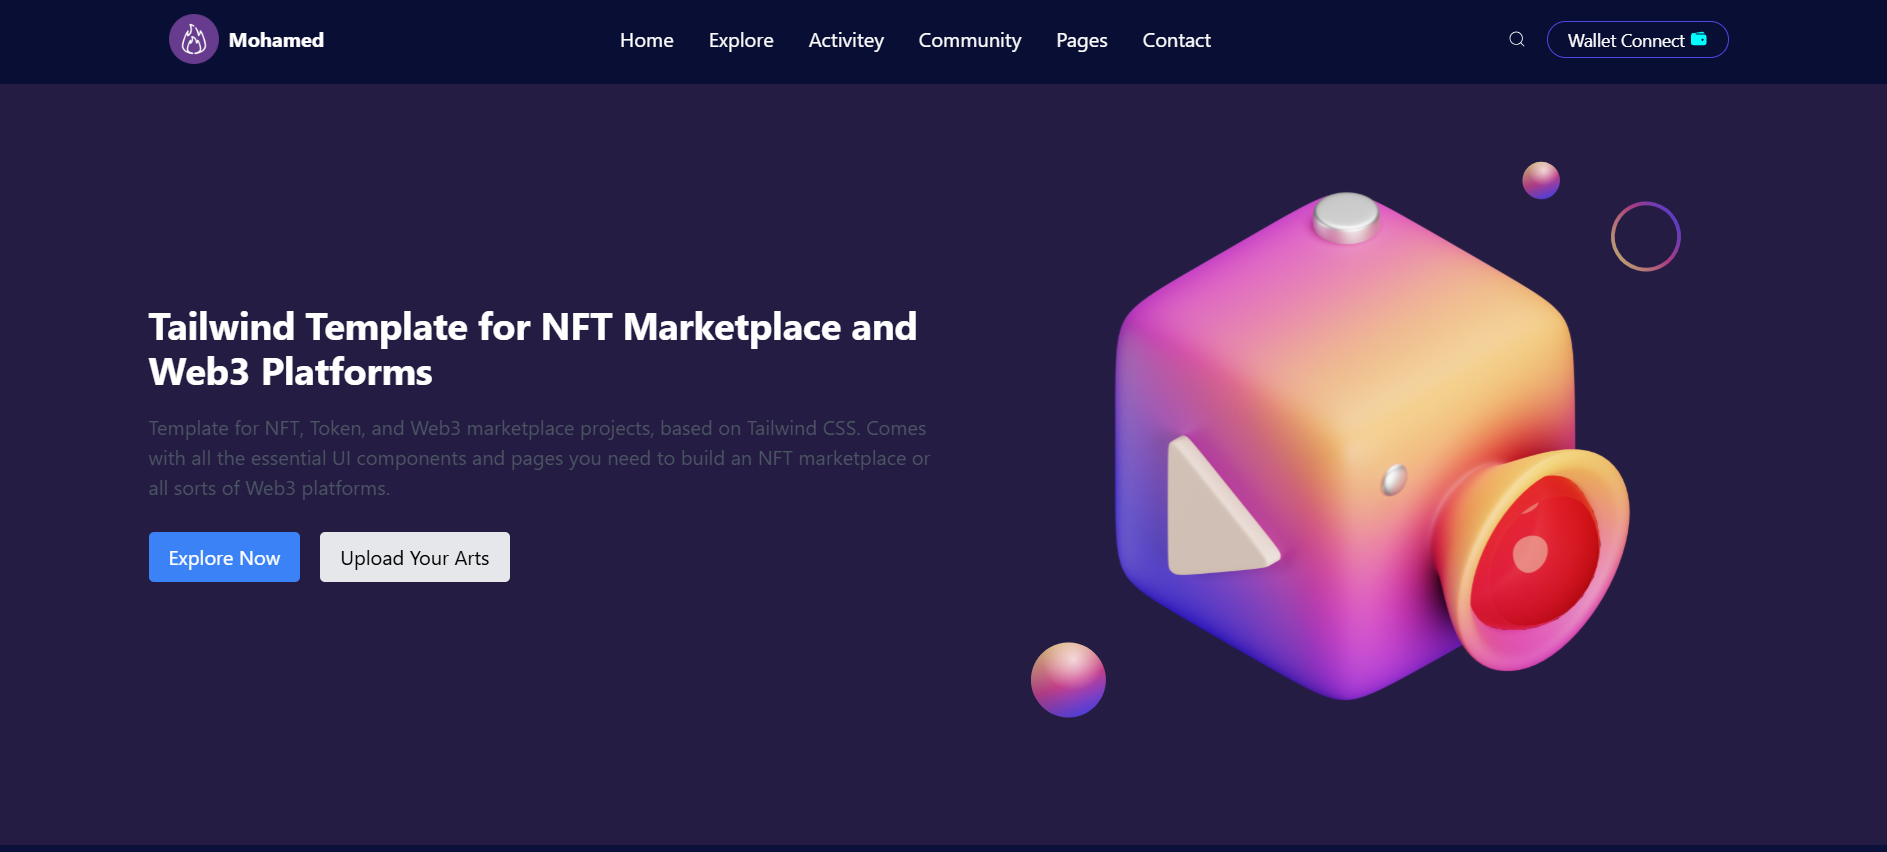 Mohamed
Home
Explore
Activitey
Community
Pages
Contact
Wallet Connect
Tailwind Template for NFT Marketplace and
Web3 Platforms
Template for NFT, Token, and Web3 marketplace projects, based on Tailwind CSS. Comes
with all the essential UI components and pages you need to build an NFT marketplace or
all sorts of Web3 platforms.
Explore Now
Upload Your Arts